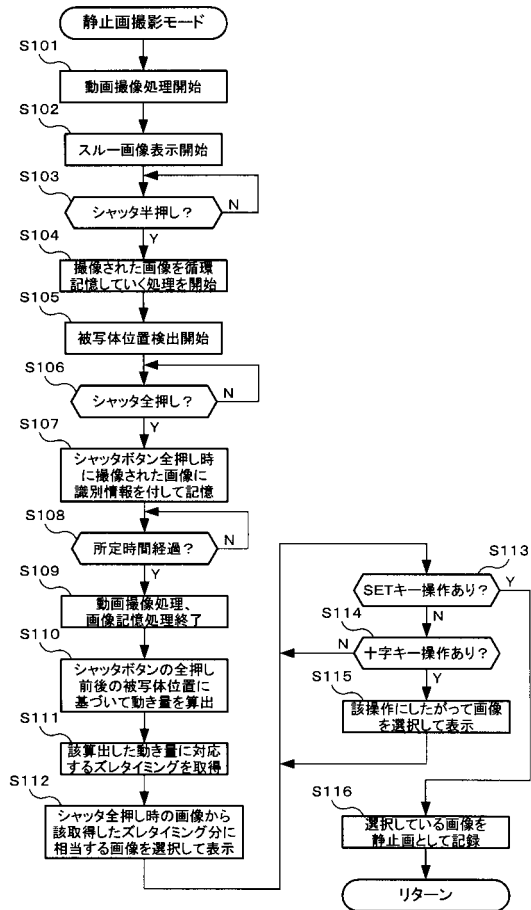 静止画撮影モード
S101
動画撮像処理開始
S102
スルー画像表示開始
S103
シャッタ半押し?
N
Y
S104
撮像された画像を循環
記憶していく処理を開始
S105
被写体位置検出開始
S106
シャッタ全押し?
N
Y
S107
シャッタボタン全押し時
に撮像された画像に
識別情報を付して記憶
S108
所定時間経過?
N
Y
S109
動画撮像処理、
画像記憶処理終了
S110
シャッタボタンの全押し
前後の被写体位置に
基づいて動き量を算出
S111
該算出した動き量に対応
するズレタイミングを取得
S112
シャッタ全押し時の画像から
該取得したズレタイミング分に
相当する画像を選択して表示
S113
SETキー操作あり?
Y
N
S114
十字キー操作あり?
N
Y
S115
該操作にしたがって画像
を選択して表示
S116
選択している画像を
静止画として記録
リターン